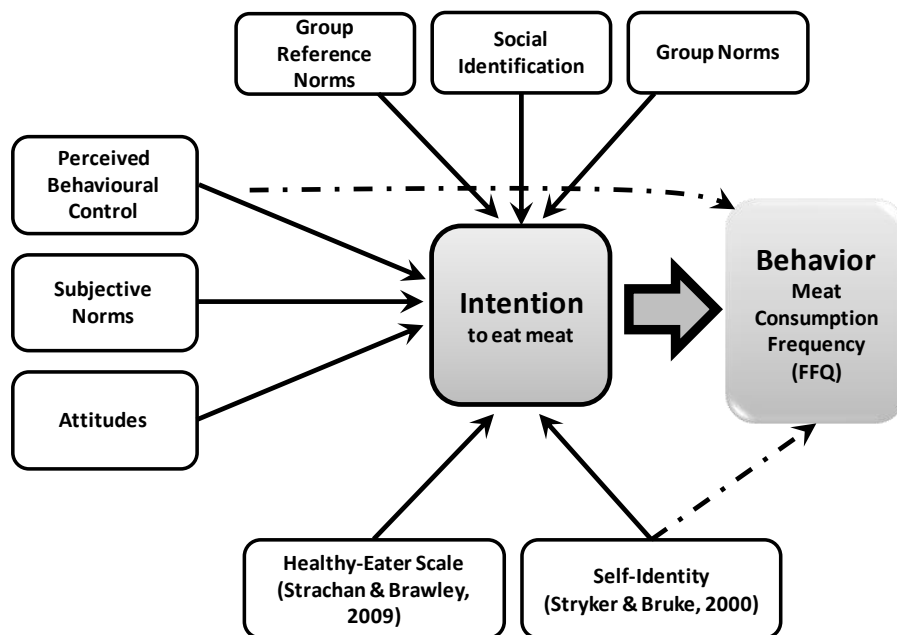 Group
Reference
Norms
Social
Identification
Group Norms
Perceived
Behavioural
Control
Subjective
Norms
Attitudes
Intention
to eat meat
Behavior
Meat
Consumption
Frequency
(FFQ)
Healthy-Eater Scale
(Strachan & Brawley,
2009)
Self-Identity
(Stryker & Bruke, 2000)